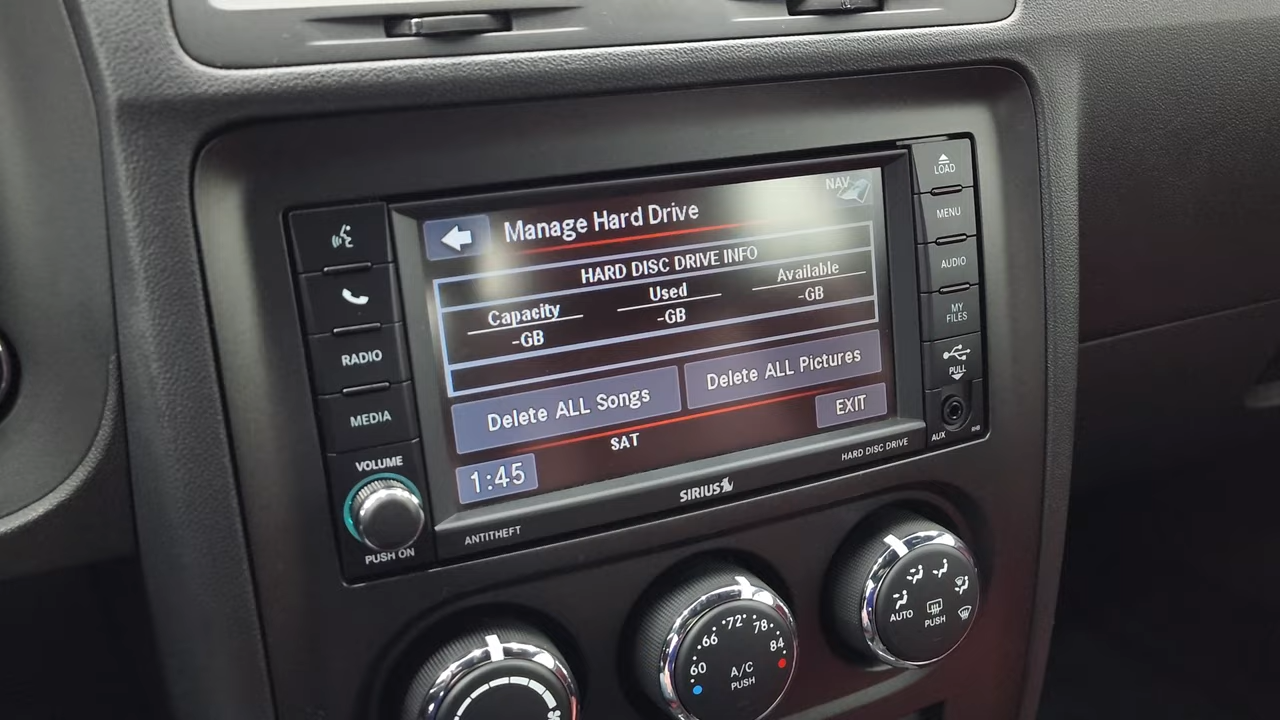 NAV
Manage Hard Drive
HARD DISC DRIVE INFO
Capacity Used Available
-GB -GB -GB
Delete ALL Songs Delete ALL Pictures
EXIT
SAT
1:45
RADIO
MEDIA
VOLUME
PUSH ON
LOAD
MENU
AUDIO
MY
FILES
PULL
AUX
RHB
ANTITHEFT
SIRIUS
HARD DISC DRIVE
60 66 72 78 84
A/C
PUSH
AUTO
PUSH